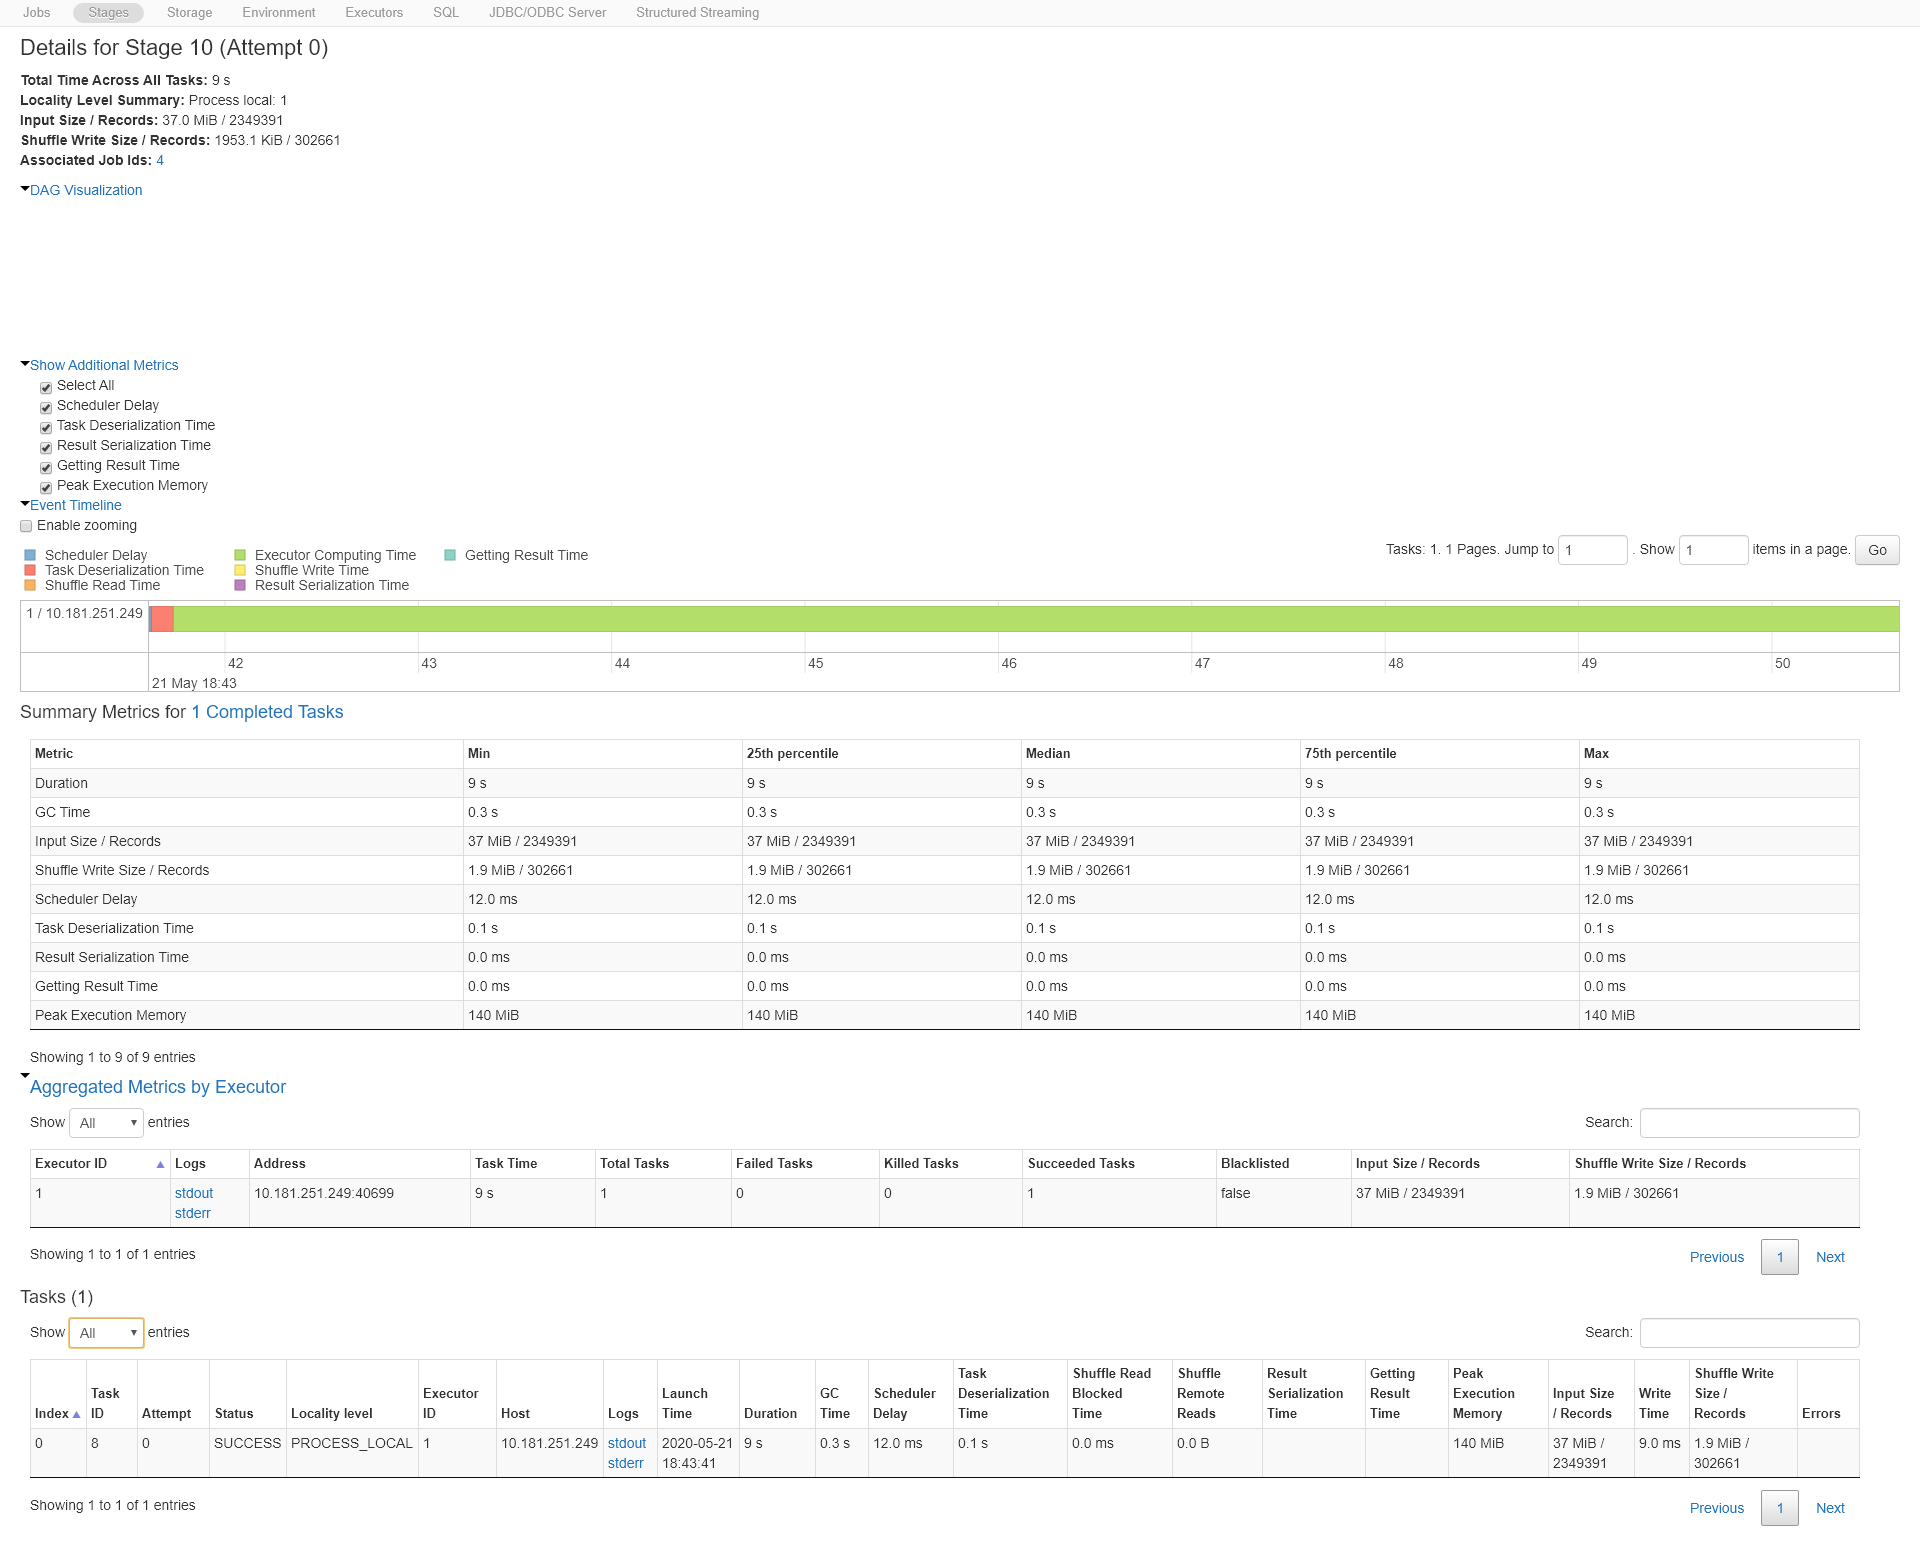 Jobs Stages Storage Environment Executors SQL JDBC/ODBC Server Structured Streaming
Details for Stage 10 (Attempt 0)
Total Time Across All Tasks: 9 s
Locality Level Summary: Process local: 1
Input Size / Records: 37.0 MiB / 2349391
Shuffle Write Size / Records: 1953.1 KiB / 302661
Associated Job Ids: 4
DAG Visualization
Show Additional Metrics
Select All
Scheduler Delay
Task Deserialization Time
Result Serialization Time
Getting Result Time
Peak Execution Memory
Event Timeline
Enable zooming
Tasks: 1. 1 Pages. Jump to 1 . Show 1 items in a page. Go
Scheduler Delay Executor Computing Time Getting Result Time
Task Deserialization Time Shuffle Write Time
Shuffle Read Time Result Serialization Time
1 / 10.181.251.249
42 43 44 45 46 47 48 49 50
21 May 18:43
Summary Metrics for 1 Completed Tasks
Metric Min 25th percentile Median 75th percentile Max
Duration 9 s 9 s 9 s 9 s 9 s
GC Time 0.3 s 0.3 s 0.3 s 0.3 s 0.3 s
Input Size / Records 37 MiB / 2349391 37 MiB / 2349391 37 MiB / 2349391 37 MiB / 2349391 37 MiB / 2349391
Shuffle Write Size / Records 1.9 MiB / 302661 1.9 MiB / 302661 1.9 MiB / 302661 1.9 MiB / 302661 1.9 MiB / 302661
Scheduler Delay 12.0 ms 12.0 ms 12.0 ms 12.0 ms 12.0 ms
Task Deserialization Time 0.1 s 0.1 s 0.1 s 0.1 s 0.1 s
Result Serialization Time 0.0 ms 0.0 ms 0.0 ms 0.0 ms 0.0 ms
Getting Result Time 0.0 ms 0.0 ms 0.0 ms 0.0 ms 0.0 ms
Peak Execution Memory 140 MiB 140 MiB 140 MiB 140 MiB 140 MiB
Showing 1 to 9 of 9 entries
Aggregated Metrics by Executor
Show All entries Search:
Executor ID Logs Address Task Time Total Tasks Failed Tasks Killed Tasks Succeeded Tasks Blacklisted Input Size / Records Shuffle Write Size / Records
1 stdout 10.181.251.249:40699 9 s 1 0 0 1 false 37 MiB / 2349391 1.9 MiB / 302661
stderr
Showing 1 to 1 of 1 entries
Previous 1 Next
Tasks (1)
Show All entries Search:
Task Shuffle Read Shuffle Result Getting Peak Shuffle Write
Task Executor Launch GC Scheduler Deserialization Blocked Remote Serialization Result Execution Input Size Write Size /
Index ID Attempt Status Locality level ID Host Logs Time Duration Time Delay Time Time Reads Time Time Memory / Records Time Records Errors
0 8 0 SUCCESS PROCESS_LOCAL 1 10.181.251.249 stdout 2020-05-21 9 s 0.3 s 12.0 ms 0.1 s 0.0 ms 0.0 B 140 MiB 37 MiB / 9.0 ms 1.9 MiB /
stderr 18:43:41 2349391 302661
Showing 1 to 1 of 1 entries
Previous 1 Next